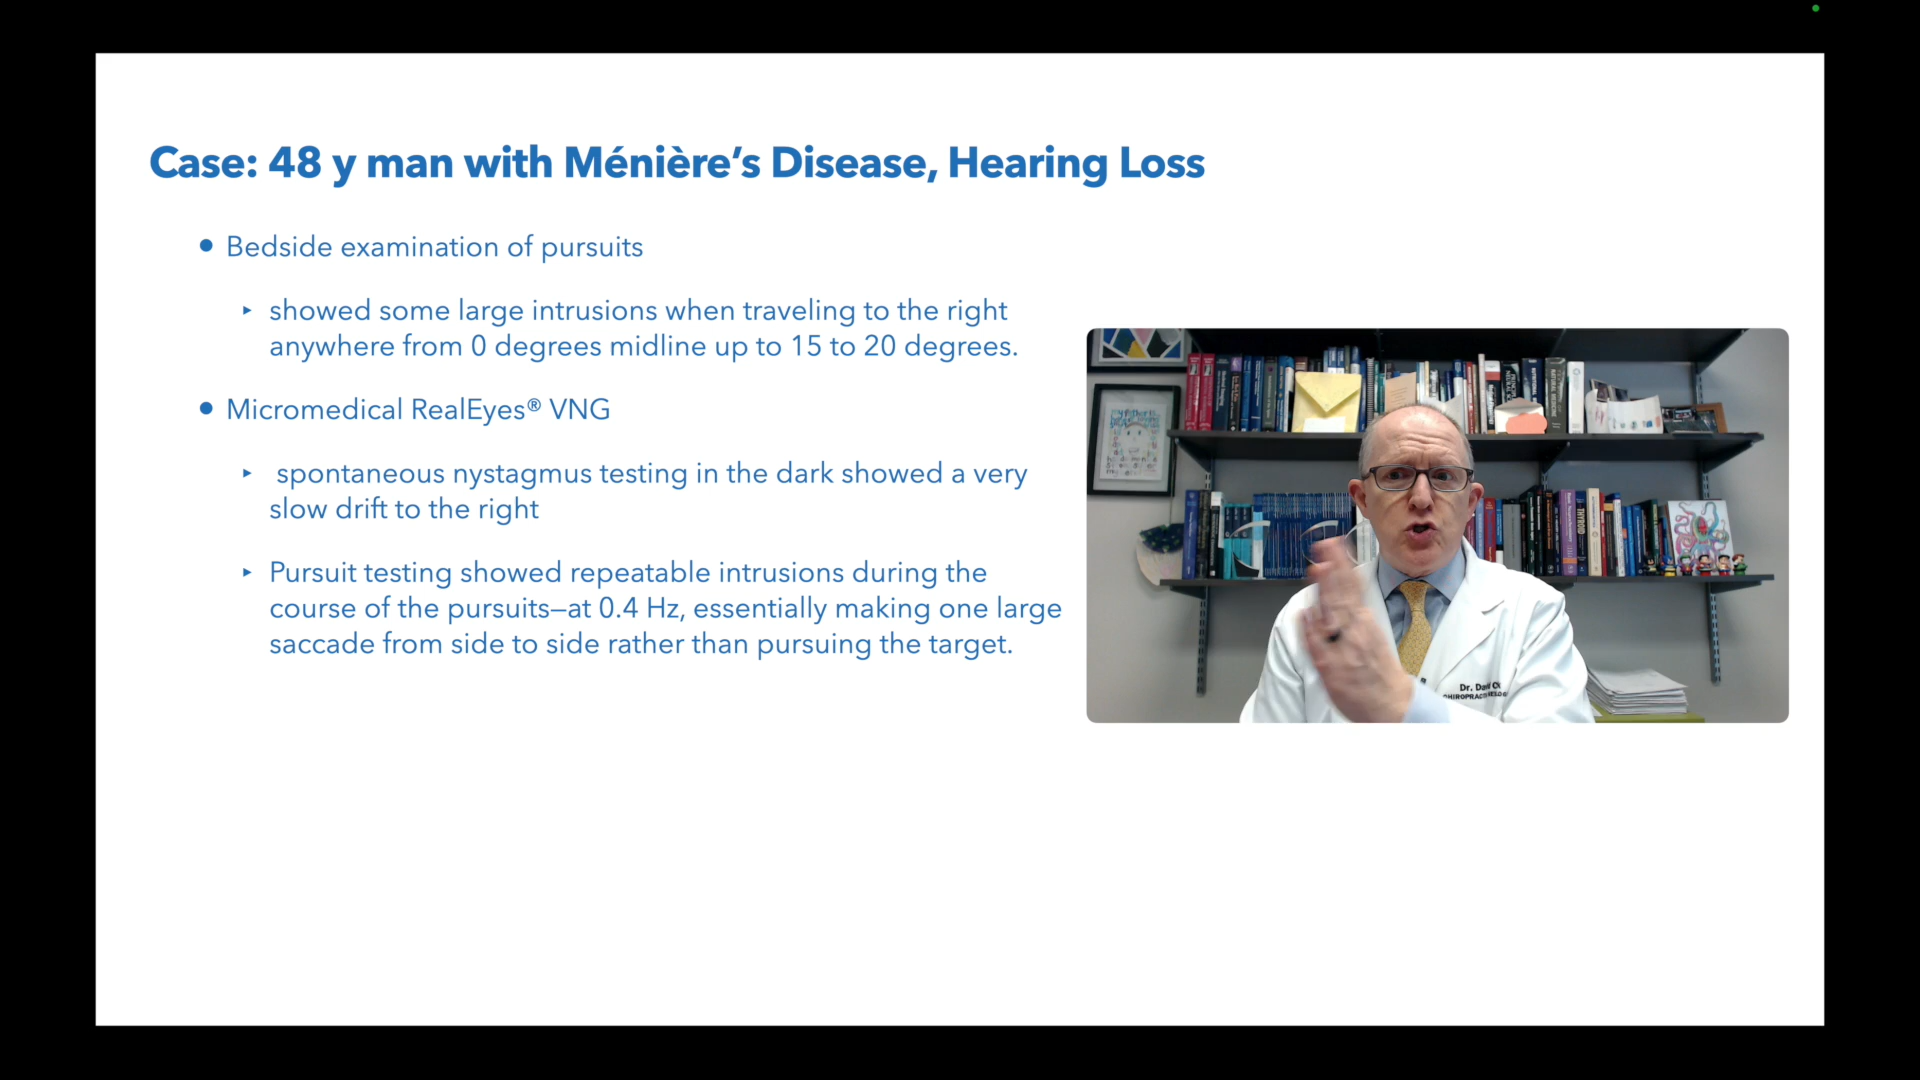 Case: 48 y man with Ménière’s Disease, Hearing Loss
• Bedside examination of pursuits
‣ showed some large intrusions when traveling to the right
anywhere from 0 degrees midline up to 15 to 20 degrees.
• Micromedical RealEyes® VNG
‣ spontaneous nystagmus testing in the dark showed a very
slow drift to the right
‣ Pursuit testing showed repeatable intrusions during the
course of the pursuits—at 0.4 Hz, essentially making one large
saccade from side to side rather than pursuing the target.
THYROID
Dr.